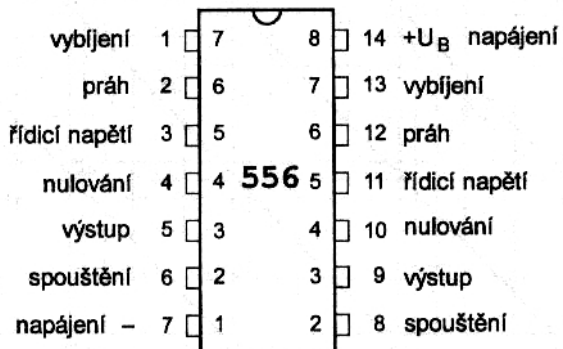 vybíjení 1 7 8 14 +U_B napájení
práh 2 6 7 13 vybíjení
řídicí napětí 3 5 6 12 práh
nulování 4 4 556 5 11 řídicí napětí
výstup 5 3 4 10 nulování
spouštění 6 2 3 9 výstup
napájení – 7 1 2 8 spouštění